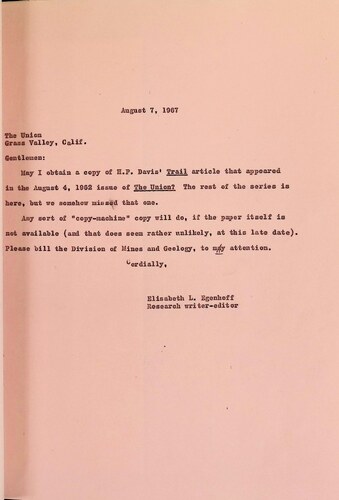 August 7, 1967
The Union
Grass Valley, Calif.
Gentlemen:
May I obtain a copy of H.P. Davis' Trail article that appeared
in the August 4, 1962 issue of The Union? The rest of the series is
here, but we somehow missed that one.
Any sort of "copy-machine" copy will do, if the paper itself is
not available (and that does seem rather unlikely, at this late date).
Please bill the Division of Mines and Geology, to my attention.
Cordially,
Elisabeth L. Egenhoff
Research writer-editor